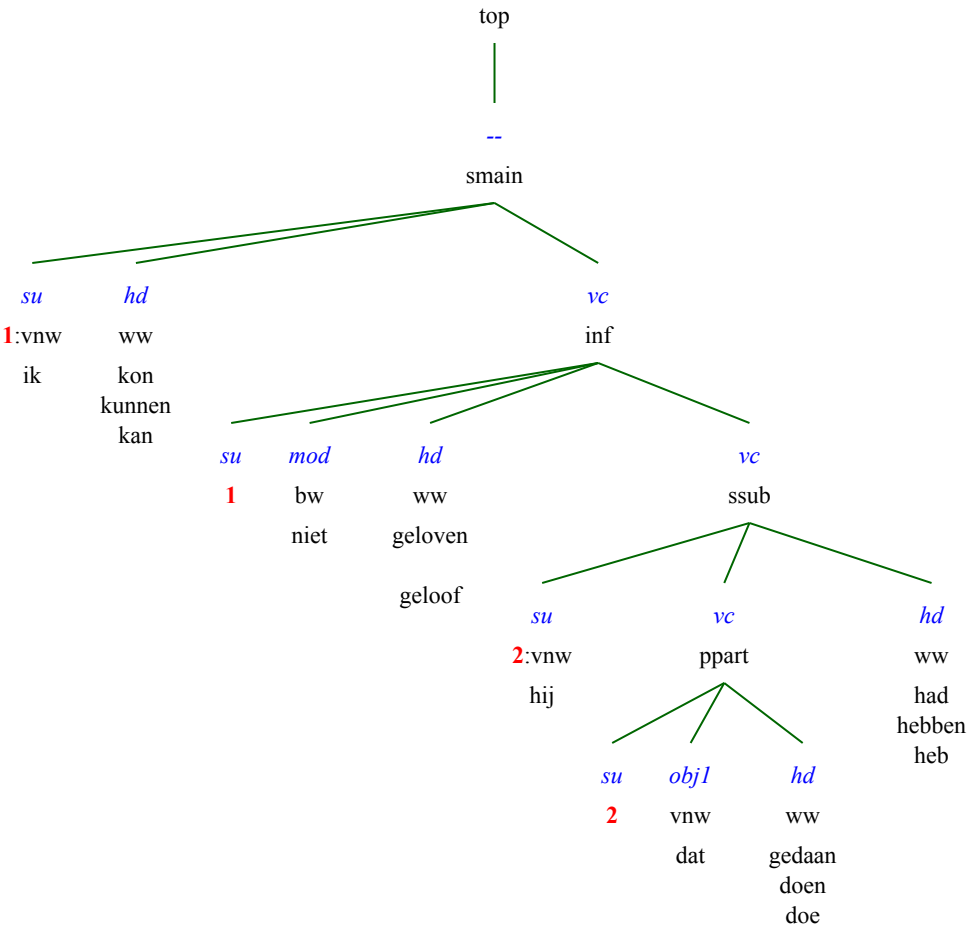 top
--
smain
su hd vc
1:vnw ww inf
ik kon
kunnen
kan
su mod hd vc
1 bw ww ssub
niet geloven
geloof
su vc hd
2:vnw ppart ww
hij had
hebben
heb
su obj1 hd
2 vnw ww
dat gedaan
doen
doe